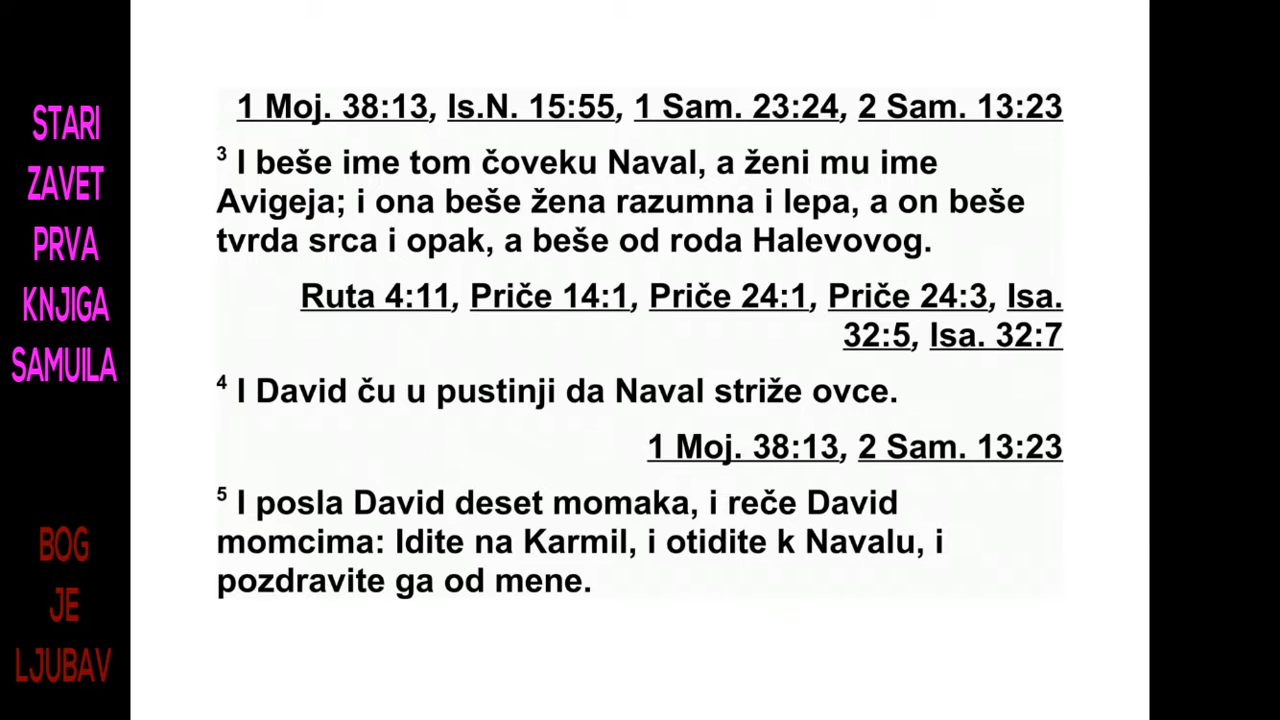 STARI
ZAVET
PRVA
KNJIGA
SAMUILA
BOG
JE
LJUBAV
1 Moj. 38:13, Is.N. 15:55, 1 Sam. 23:24, 2 Sam. 13:23
3 I beše ime tom čoveku Naval, a ženi mu ime
Avigeja; i ona beše žena razumna i lepa, a on beše
tvrda srca i opak, a beše od roda Halevovog.
Ruta 4:11, Priče 14:1, Priče 24:1, Priče 24:3, Isa.
32:5, Isa. 32:7
4 I David ču u pustinji da Naval striže ovce.
1 Moj. 38:13, 2 Sam. 13:23
5 I posla David deset momaka, i reče David
momcima: Idite na Karmil, i otidite k Navalu, i
pozdravite ga od mene.